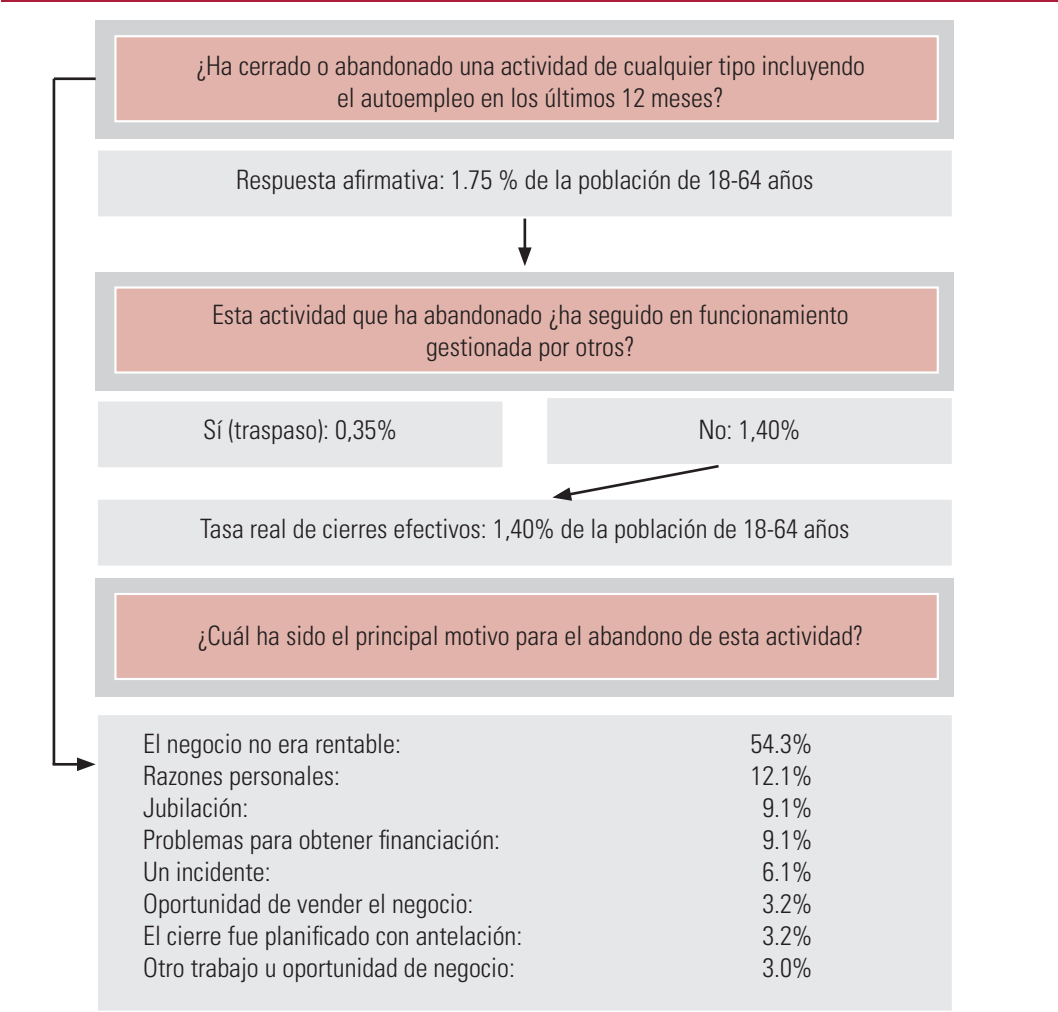 ¿Ha cerrado o abandonado una actividad de cualquier tipo incluyendo
el autoempleo en los últimos 12 meses?
Respuesta afirmativa: 1.75 % de la población de 18-64 años
Esta actividad que ha abandonado ¿ha seguido en funcionamiento
gestionada por otros?
Sí (traspaso): 0,35%
No: 1,40%
Tasa real de cierres efectivos: 1,40% de la población de 18-64 años
¿Cuál ha sido el principal motivo para el abandono de esta actividad?
El negocio no era rentable: 54.3%
Razones personales: 12.1%
Jubilación: 9.1%
Problemas para obtener financiación: 9.1%
Un incidente: 6.1%
Oportunidad de vender el negocio: 3.2%
El cierre fue planificado con antelación: 3.2%
Otro trabajo u oportunidad de negocio: 3.0%